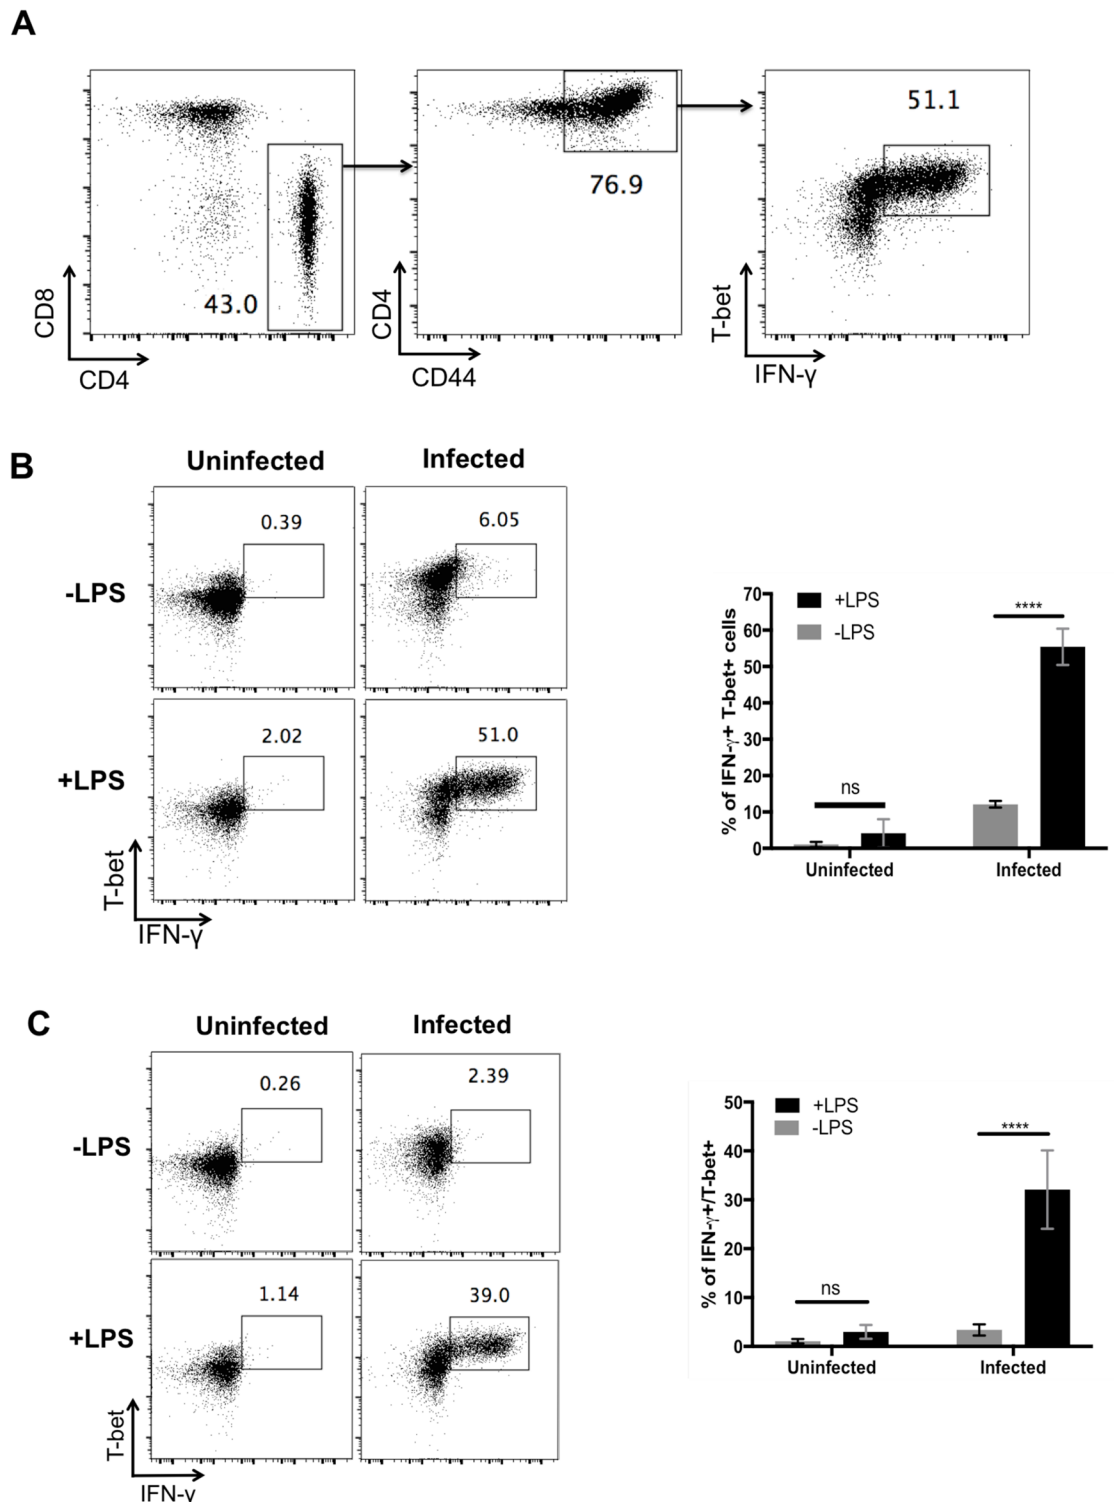 A
43.0
CD8
CD4
76.9
CD4
CD44
51.1
T-bet
IFN-γ
B
Uninfected
Infected
-LPS
0.39
6.05
+LPS
2.02
51.0
T-bet
IFN-γ
% of IFN-γ+ T-bet+ cells
70
60
50
40
30
20
10
0
+LPS
-LPS
ns
****
Uninfected
Infected
C
Uninfected
Infected
-LPS
0.26
2.39
+LPS
1.14
39.0
T-bet
IFN-γ
% of IFN-γ+/T-bet+
50
40
30
20
10
0
+LPS
-LPS
ns
****
Uninfected
Infected